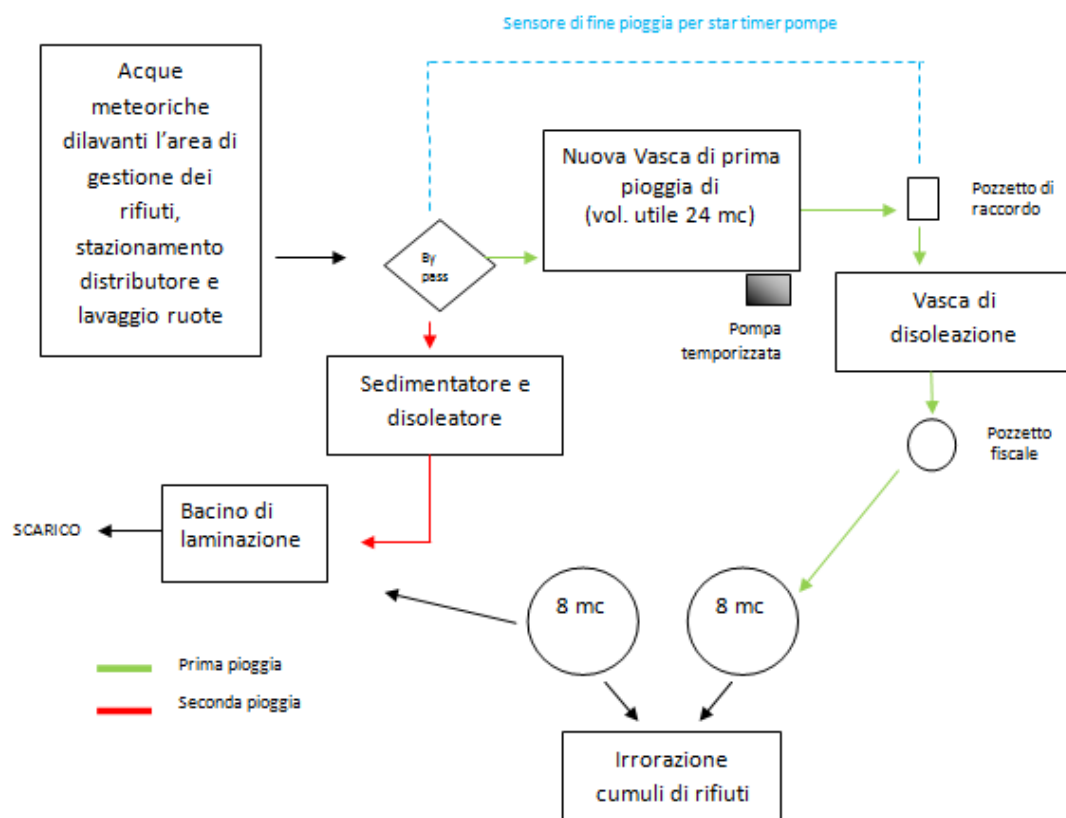 Sensore di fine pioggia per star timer pompe
Acque
meteoriche
dilavanti l'area di
gestione dei
rifiuti,
stazionamento
distributore e
lavaggio ruote
By
pass
Nuova Vasca di prima
pioggia di
(vol. utile 24 mc)
Pozzetto di
raccordo
Pompa
temporizzata
Vasca di
disoleazione
Sedimentatore e
disoleatore
Pozzetto
fiscale
SCARICO
Bacino di
laminazione
8 mc
8 mc
Prima pioggia
Seconda pioggia
Irrorazione
cumuli di rifiuti